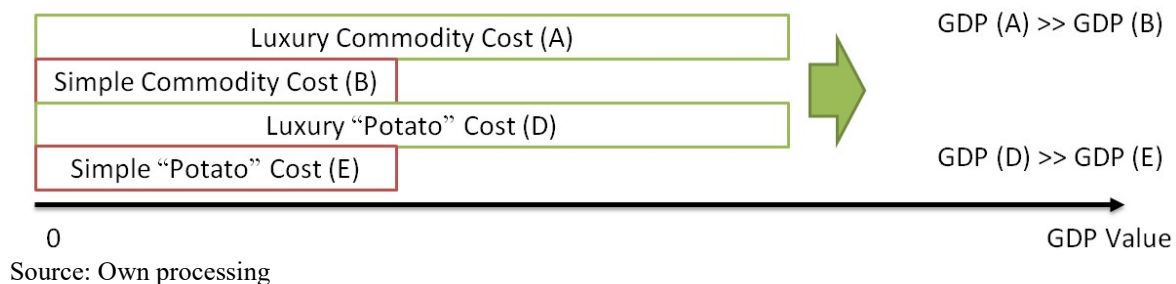 Luxury Commodity Cost (A)
GDP (A) >> GDP (B)
Simple Commodity Cost (B)
Luxury “Potato” Cost (D)
Simple “Potato” Cost (E)
GDP (D) >> GDP (E)
0
GDP Value
Source: Own processing